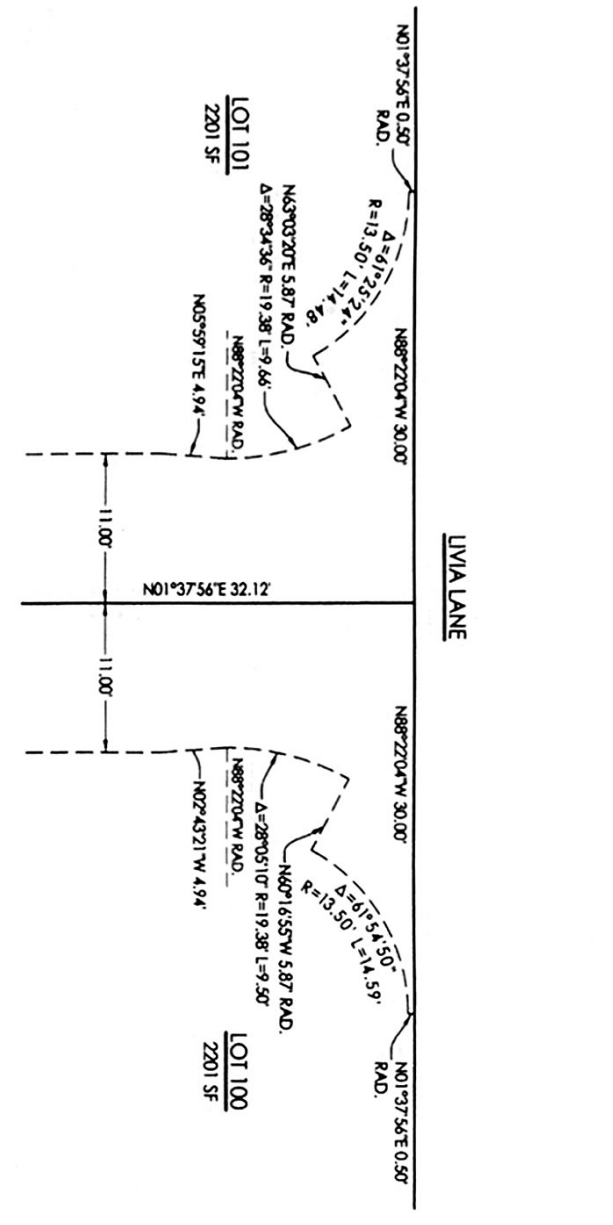 LIVIA LANE
N01°37'56"E 0.50'
RAD.
N88°22'04"W 30.00'
N88°22'04"W 30.00'
N01°37'56"E 0.50'
RAD.
Δ=61°25'24"
R=13.50' L=14.48'
Δ=61°54'50"
R=13.50' L=14.59'
N63°03'20"E 5.87' RAD.
Δ=28°34'36" R=19.38' L=9.66'
N60°16'55"W 5.87' RAD.
Δ=28°05'10" R=19.38' L=9.50'
LOT 101
2201 SF
N88°22'04"W RAD.
N88°22'04"W RAD.
LOT 100
2201 SF
N05°59'15"E 4.94'
N01°37'56"E 32.12'
N02°43'21"W 4.94'
11.00'
11.00'